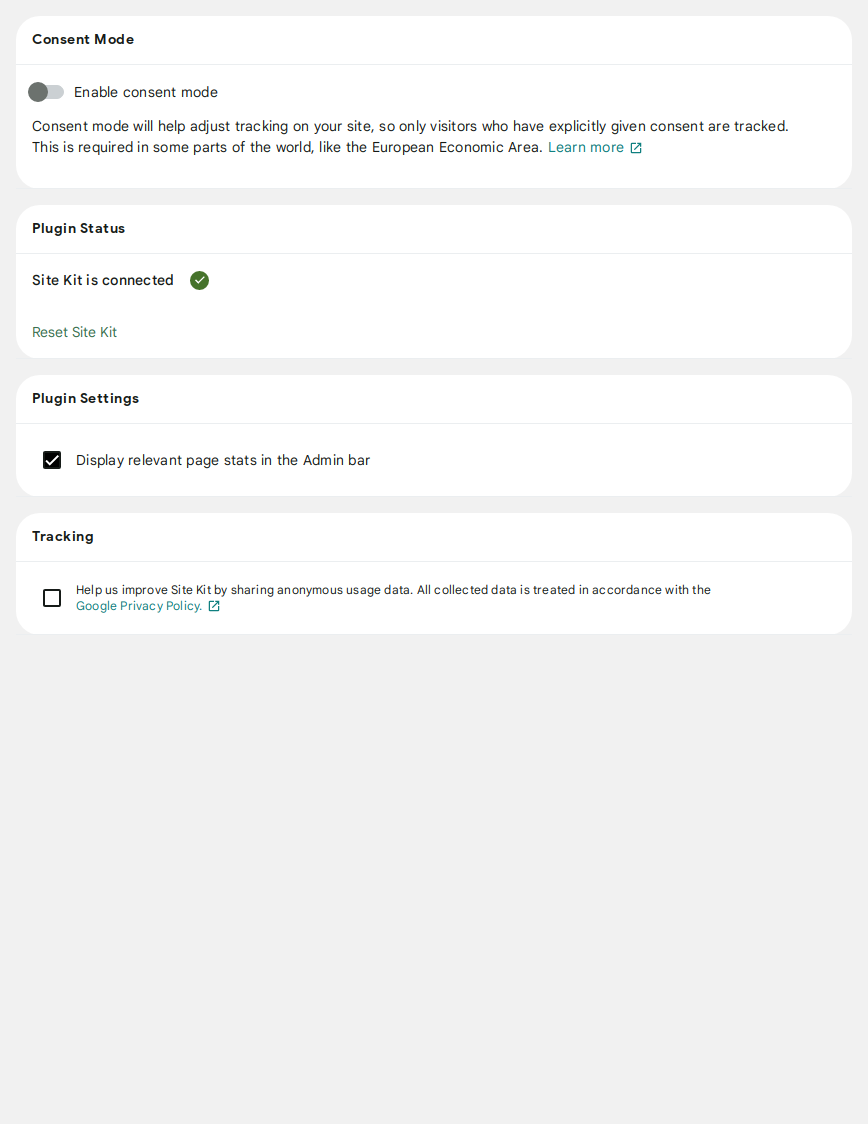 Consent Mode
Enable consent mode
Consent mode will help adjust tracking on your site, so only visitors who have explicitly given consent are tracked.
This is required in some parts of the world, like the European Economic Area. Learn more
Plugin Status
Site Kit is connected
Reset Site Kit
Plugin Settings
Display relevant page stats in the Admin bar
Tracking
Help us improve Site Kit by sharing anonymous usage data. All collected data is treated in accordance with the
Google Privacy Policy.